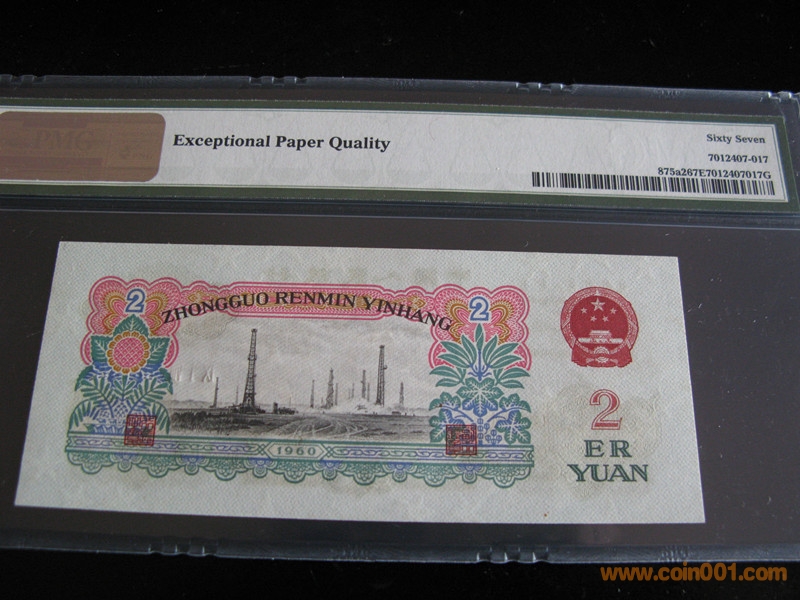 PMG
Exceptional Paper Quality
Sixty Seven
7012407-017
875a267E7012407017G
2
ZHONGGUO RENMIN YINHANG
2
1960
2
ER
YUAN
www.coin001.com